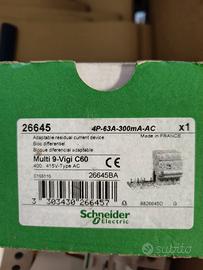 26645
4P-63A-300mA-AC
x1
Adaptable residual current device
Made in FRANCE
Bloc différentiel
Bloque diferencial adaptable
Multi 9-Vigi C60
CE
400...415V-Type AC
26645BA
3 303430 266457
Schneider
Electric
subito